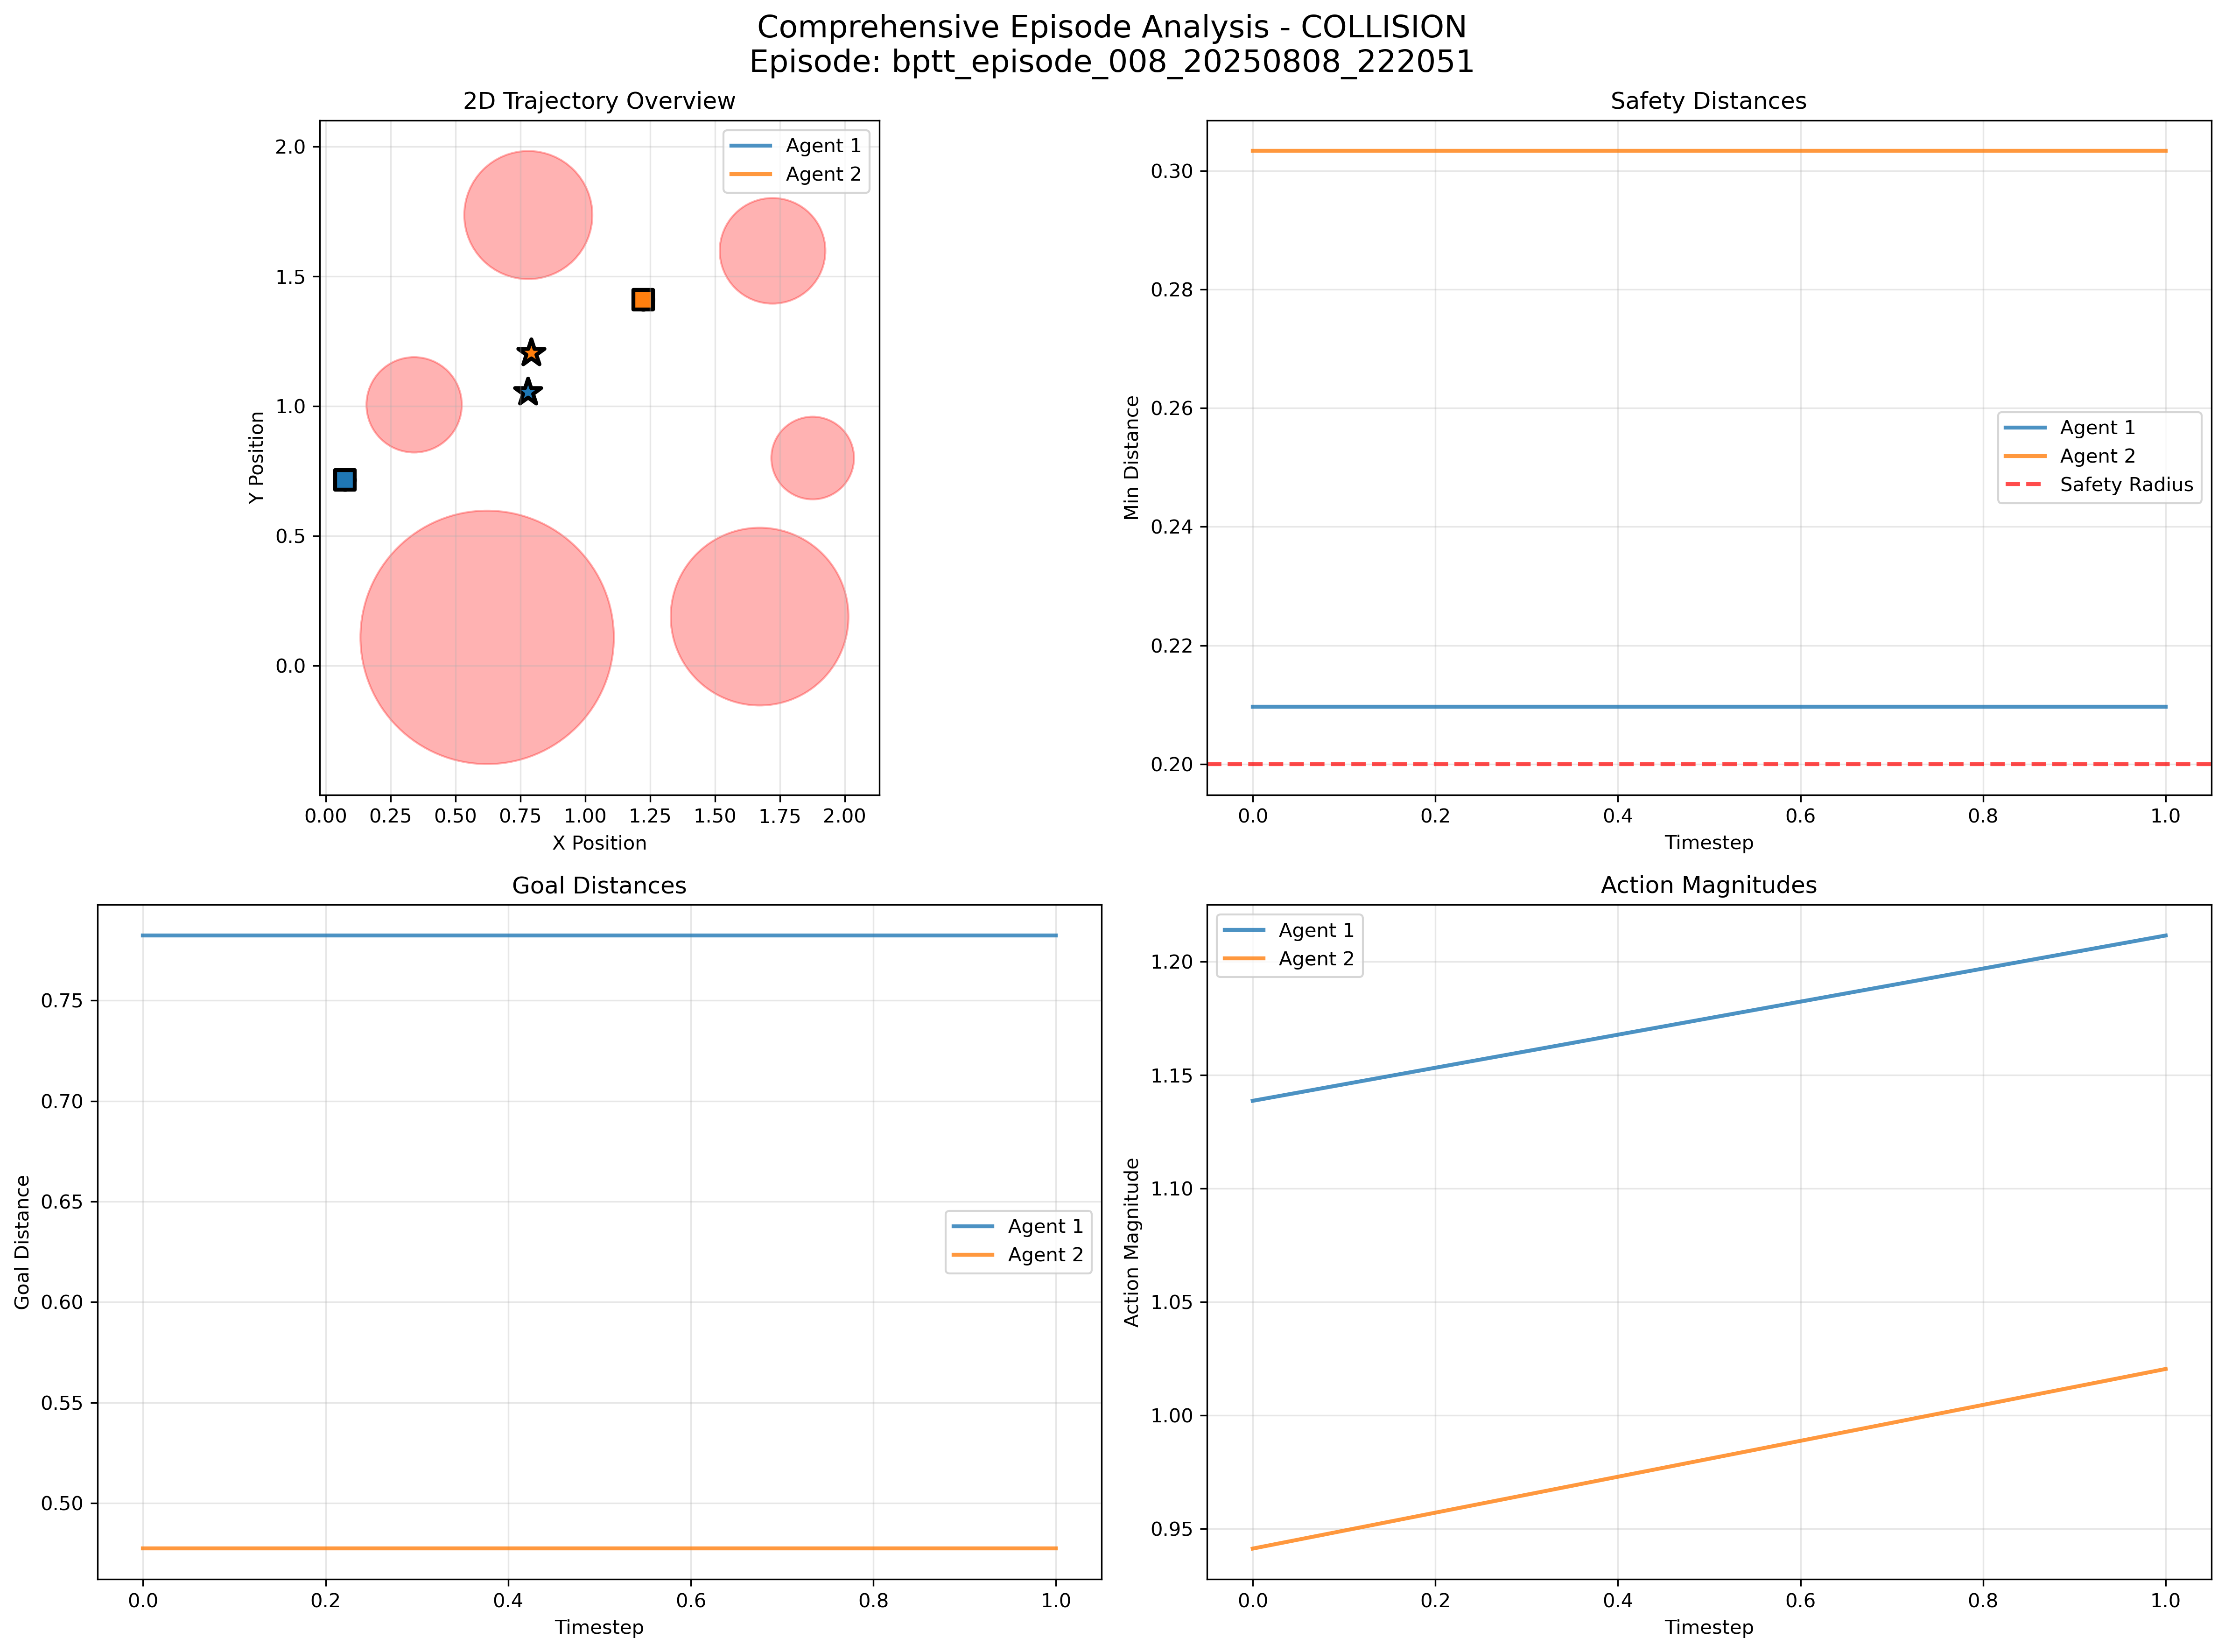 Comprehensive Episode Analysis - COLLISION
Episode: bptt_episode_008_20250808_222051
2D Trajectory Overview
Agent 1
Agent 2
2.0
1.5
1.0
0.5
0.0
Y Position
0.00 0.25 0.50 0.75 1.00 1.25 1.50 1.75 2.00
X Position
Safety Distances
0.30
0.28
0.26
0.24
0.22
0.20
Min Distance
Agent 1
Agent 2
Safety Radius
0.0 0.2 0.4 0.6 0.8 1.0
Timestep
Goal Distances
0.75
0.70
0.65
0.60
0.55
0.50
Goal Distance
Agent 1
Agent 2
0.0 0.2 0.4 0.6 0.8 1.0
Timestep
Action Magnitudes
Agent 1
Agent 2
1.20
1.15
1.10
1.05
1.00
0.95
Action Magnitude
0.0 0.2 0.4 0.6 0.8 1.0
Timestep